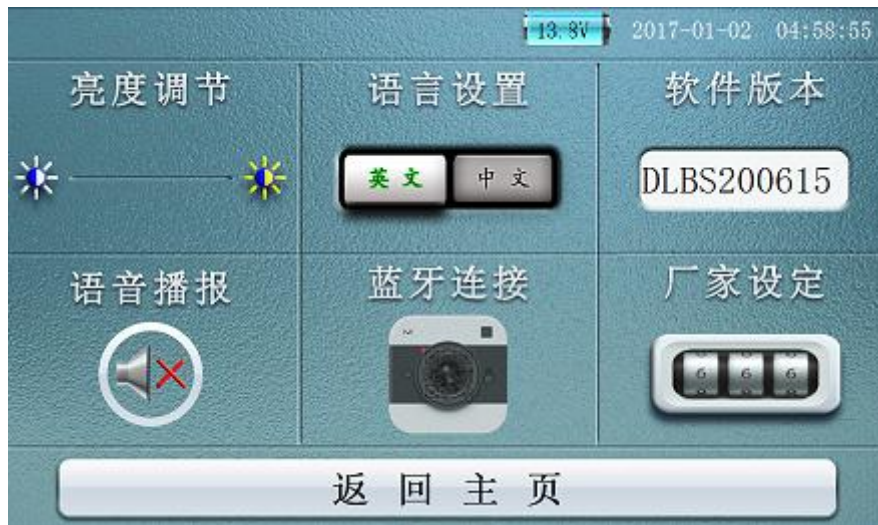 13.8V 2017-01-02 04:58:55
亮度调节 语言设置 软件版本
英文 中文 DLBS200615
语音播报 蓝牙连接 厂家设定
6 6 6
返回主页